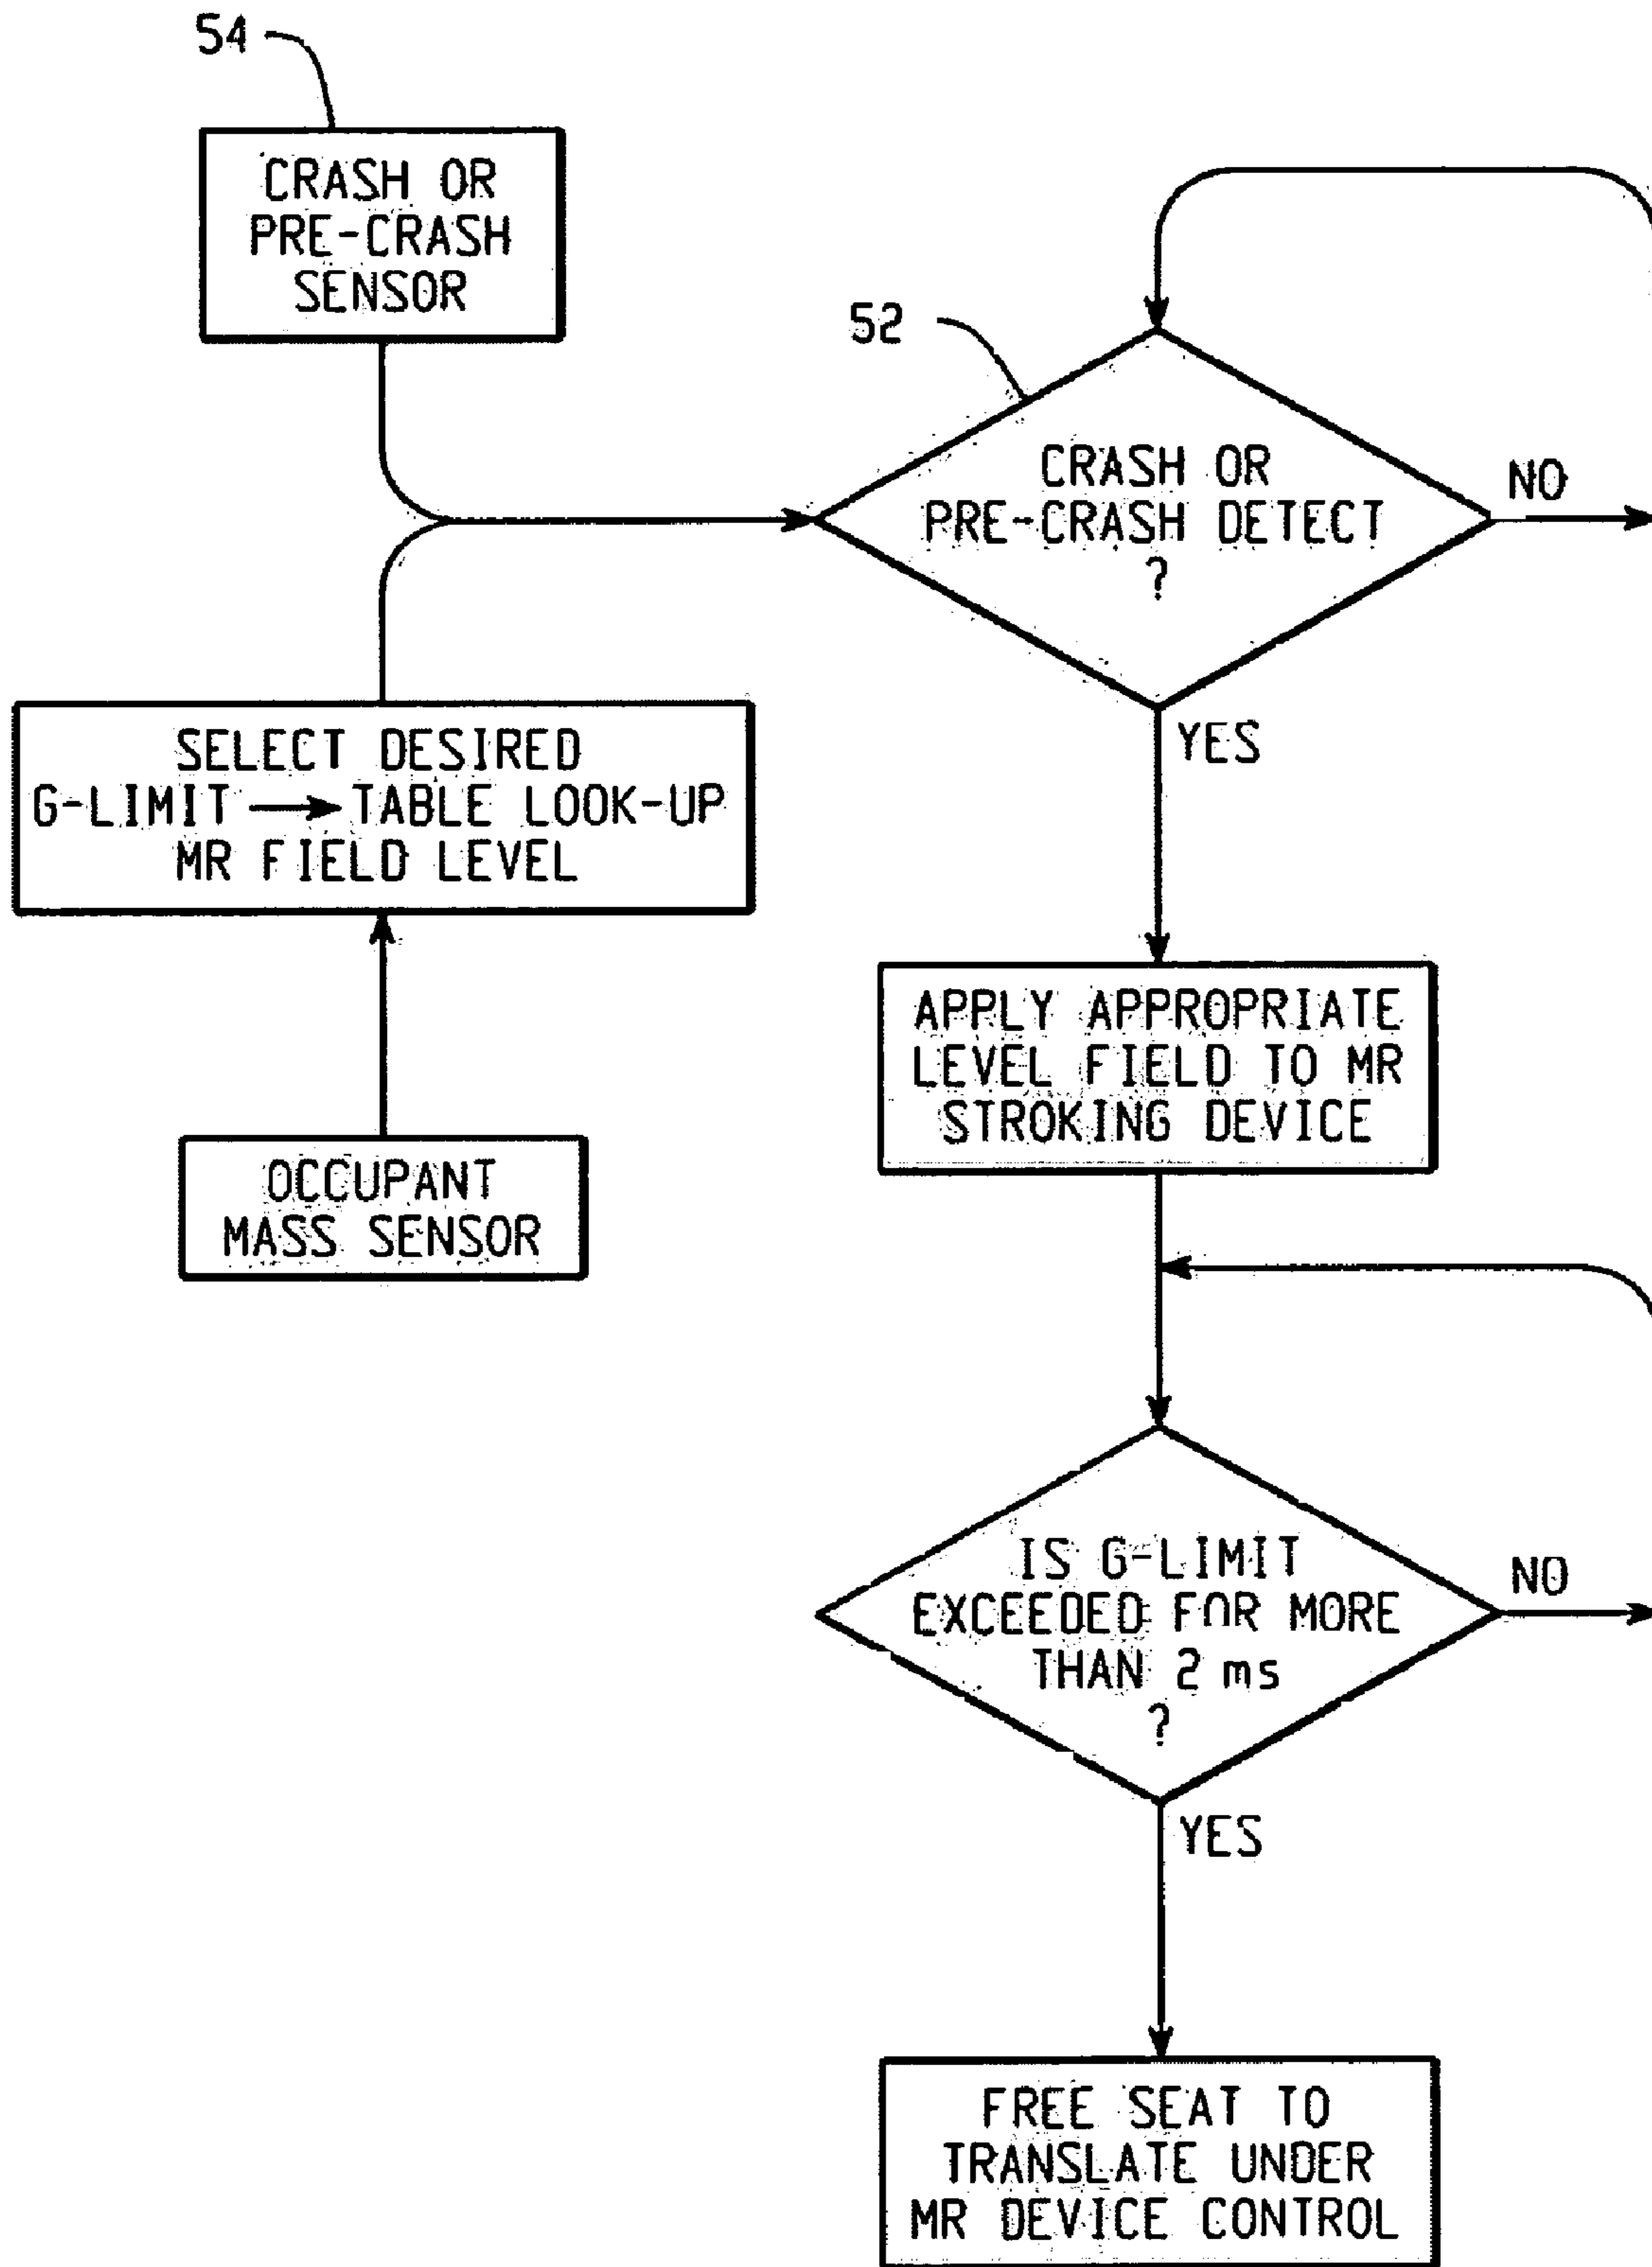 54
CRASH OR
PRE-CRASH
SENSOR
52
CRASH OR
PRE-CRASH DETECT
?
NO
YES
SELECT DESIRED
G-LIMIT → TABLE LOOK-UP
MR FIELD LEVEL
APPLY APPROPRIATE
LEVEL FIELD TO MR
STROKING DEVICE
OCCUPANT
MASS SENSOR
IS G-LIMIT
EXCEEDED FOR MORE
THAN 2 ms
?
NO
YES
FREE SEAT TO
TRANSLATE UNDER
MR DEVICE CONTROL